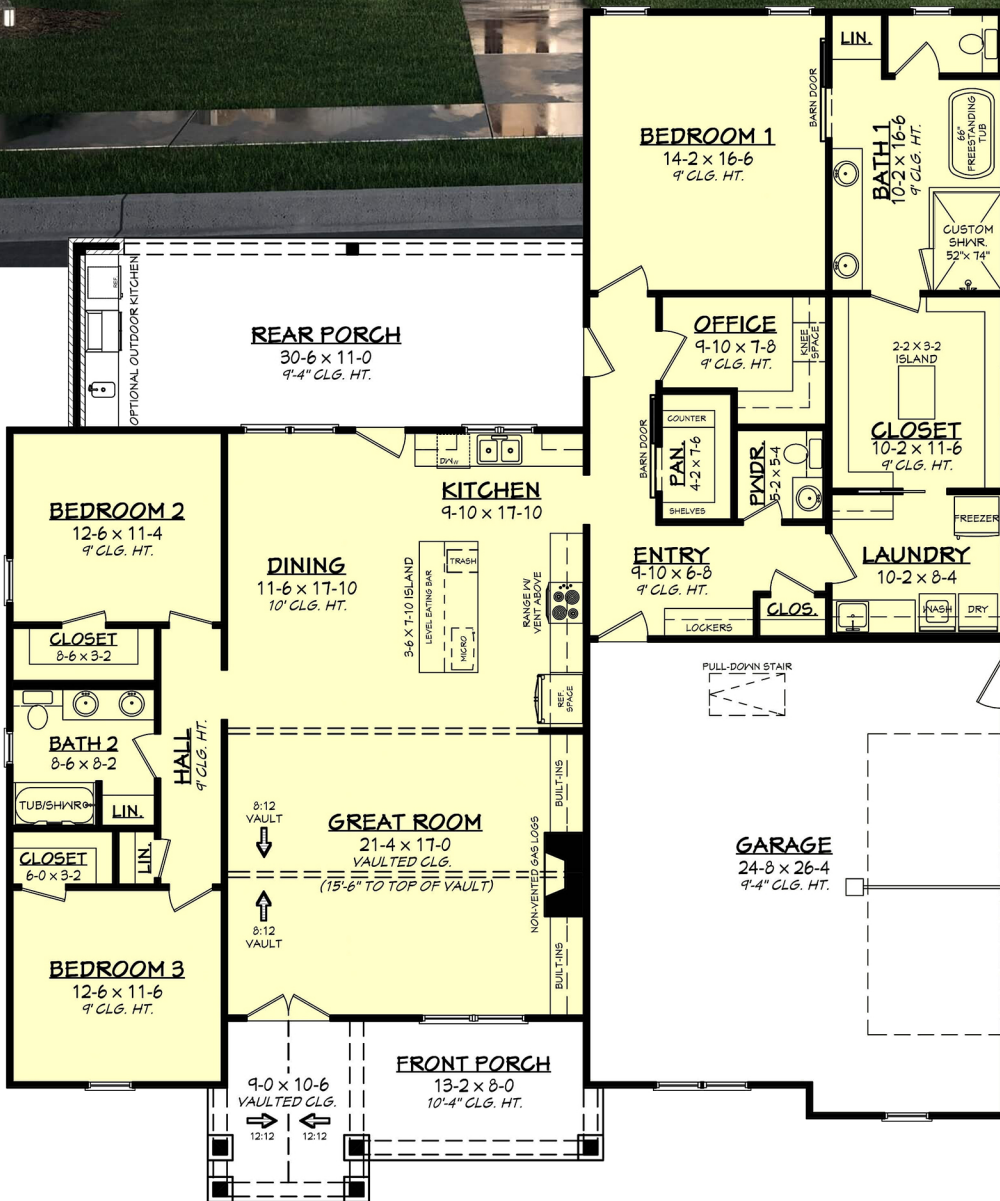 LIN.
BARN DOOR
BEDROOM 1
14-2 x 16-6
9' CLG. HT.
BATH 1
10-2 x 16-6
9' CLG. HT.
66"
FREESTANDING
TUB
CUSTOM
SHWR.
52"x 74"
OPTIONAL OUTDOOR KITCHEN
REF.
REAR PORCH
30-6 x 11-0
9'-4" CLG. HT.
OFFICE
9-10 x 7-8
9' CLG. HT.
KNEE
SPACE
2-2 X 3-2
ISLAND
CLOSET
10-2 x 11-6
9' CLG. HT.
BARN DOOR
COUNTER
PAN.
4-2 x 7-6
SHELVES
PWDR.
5-2 x 5-4
FREEZER
BEDROOM 2
12-6 x 11-4
9' CLG. HT.
DW
KITCHEN
9-10 x 17-10
DINING
11-6 x 17-10
10' CLG. HT.
3-6 x 7-10 ISLAND
LEVEL EATING BAR
TRASH
MICRO
RANGE W/
VENT ABOVE
REF.
SPACE
ENTRY
9-10 x 6-8
9' CLG. HT.
LOCKERS
CLOS.
LAUNDRY
10-2 x 8-4
WASH
DRY
CLOSET
8-6 x 3-2
BATH 2
8-6 x 8-2
TUB/SHWR
LIN.
HALL
9' CLG. HT.
CLOSET
6-0 x 3-2
LIN.
8:12
VAULT
GREAT ROOM
21-4 x 17-0
VAULTED CLG.
(15'-6" TO TOP OF VAULT)
8:12
VAULT
BUILT-INS
NON-VENTED GAS LOGS
BUILT-INS
PULL-DOWN STAIR
GARAGE
24-8 x 26-4
9'-4" CLG. HT.
BEDROOM 3
12-6 x 11-6
9' CLG. HT.
9-0 x 10-6
VAULTED CLG.
12:12
12:12
FRONT PORCH
13-2 x 8-0
10'-4" CLG. HT.